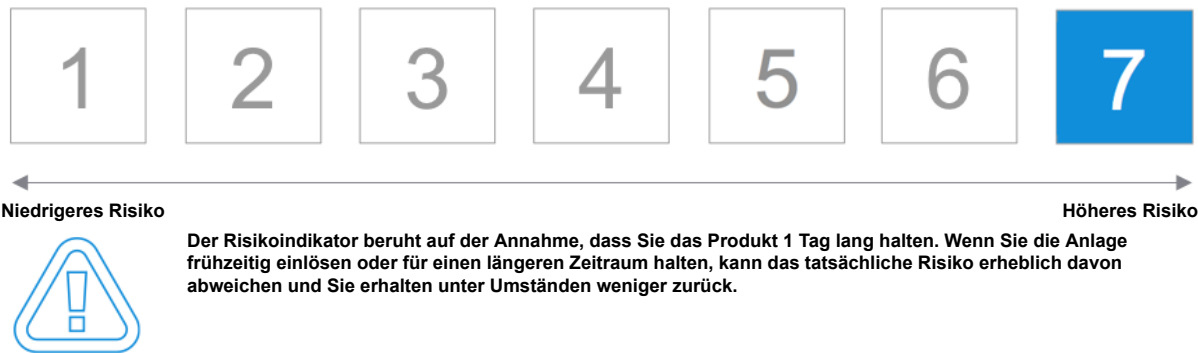 1 2 3 4 5 6 7
Niedrigeres Risiko Höheres Risiko
Der Risikoindikator beruht auf der Annahme, dass Sie das Produkt 1 Tag lang halten. Wenn Sie die Anlage
frühzeitig einlösen oder für einen längeren Zeitraum halten, kann das tatsächliche Risiko erheblich davon
abweichen und Sie erhalten unter Umständen weniger zurück.